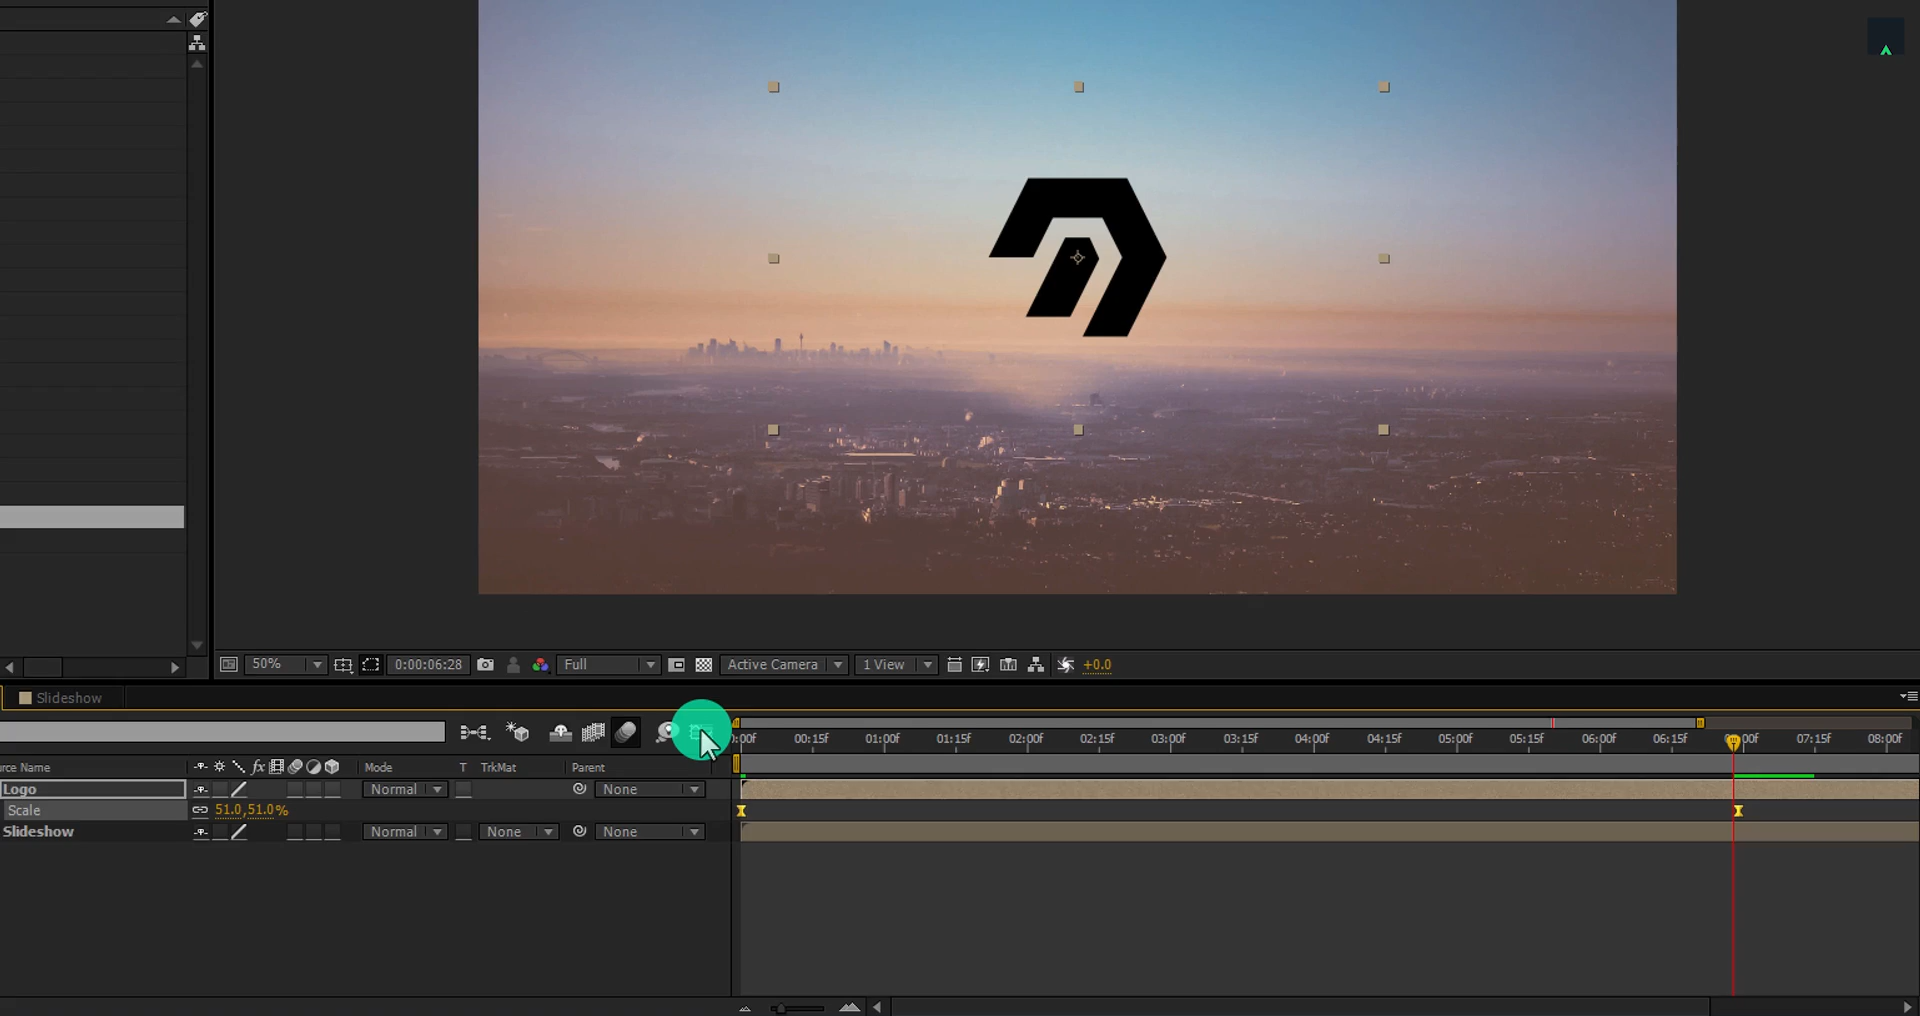 50%
0:00:06:28
Full
Active Camera
1 View
+0.0
Slideshow
0:00f 00:15f 01:00f 01:15f 02:00f 02:15f 03:00f 03:15f 04:00f 04:15f 05:00f 05:15f 06:00f 06:15f 00f 07:15f 08:00f
rce Name fx Mode T TrkMat Parent
Logo Normal None
Scale 51.0,51.0%
Slideshow Normal None None